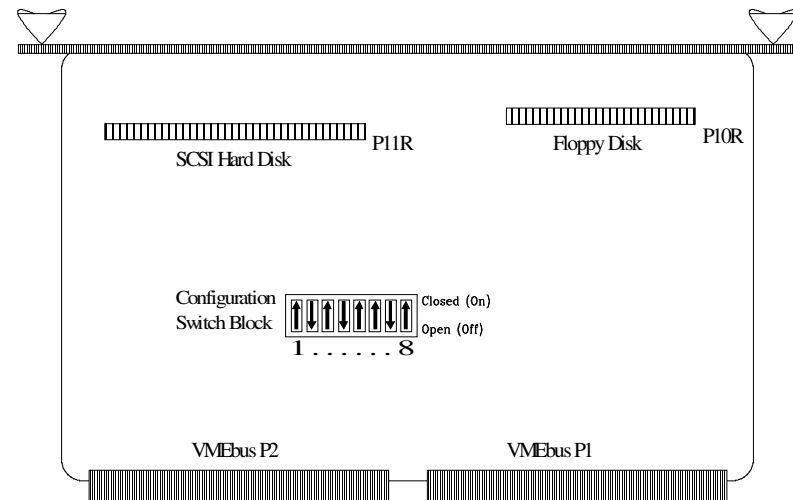 P11R
SCSI Hard Disk
P10R
Floppy Disk
Configuration
Switch Block
Closed (On)
Open (Off)
1 . . . . . . 8
VMEbus P2
VMEbus P1